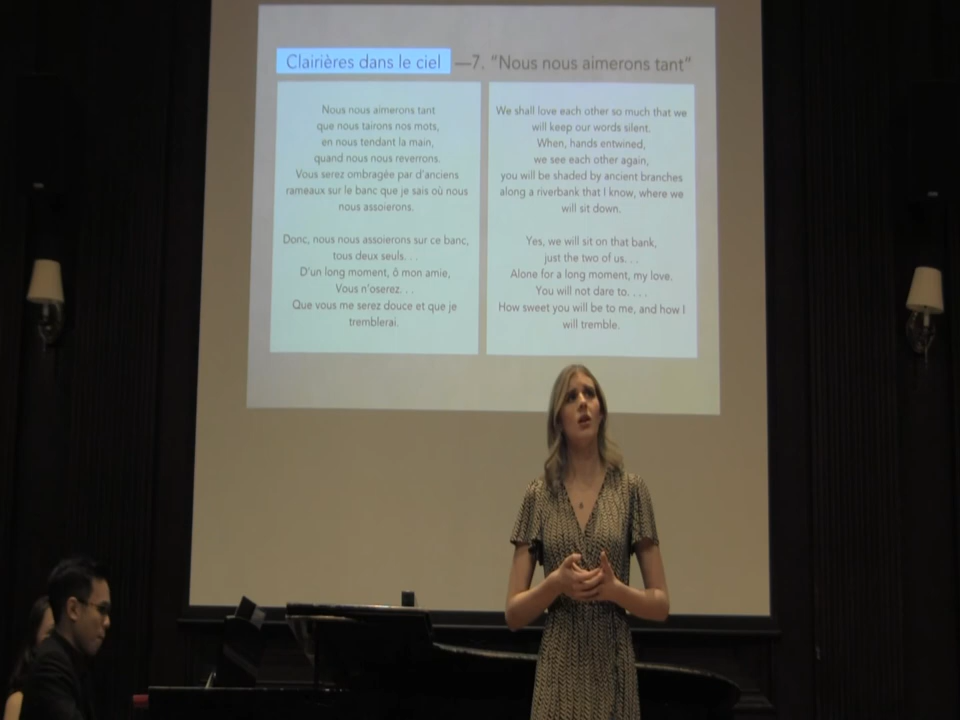 Clairières dans le ciel —7. “Nous nous aimerons tant”
Nous nous aimerons tant
que nous tairons nos mots,
en nous tendant la main,
quand nous nous reverrons.
Vous serez ombragée par d'anciens
rameaux sur le banc que je sais où nous
nous assoierons.
Donc, nous nous assoierons sur ce banc,
tous deux seuls. . .
D'un long moment, ô mon amie,
Vous n'oserez. . .
Que vous me serez douce et que je
tremblerai.
We shall love each other so much that we
will keep our words silent.
When, hands entwined,
we see each other again,
you will be shaded by ancient branches
along a riverbank that I know, where we
will sit down.
Yes, we will sit on that bank,
just the two of us. . .
Alone for a long moment, my love.
You will not dare to. . . .
How sweet you will be to me, and how I
will tremble.